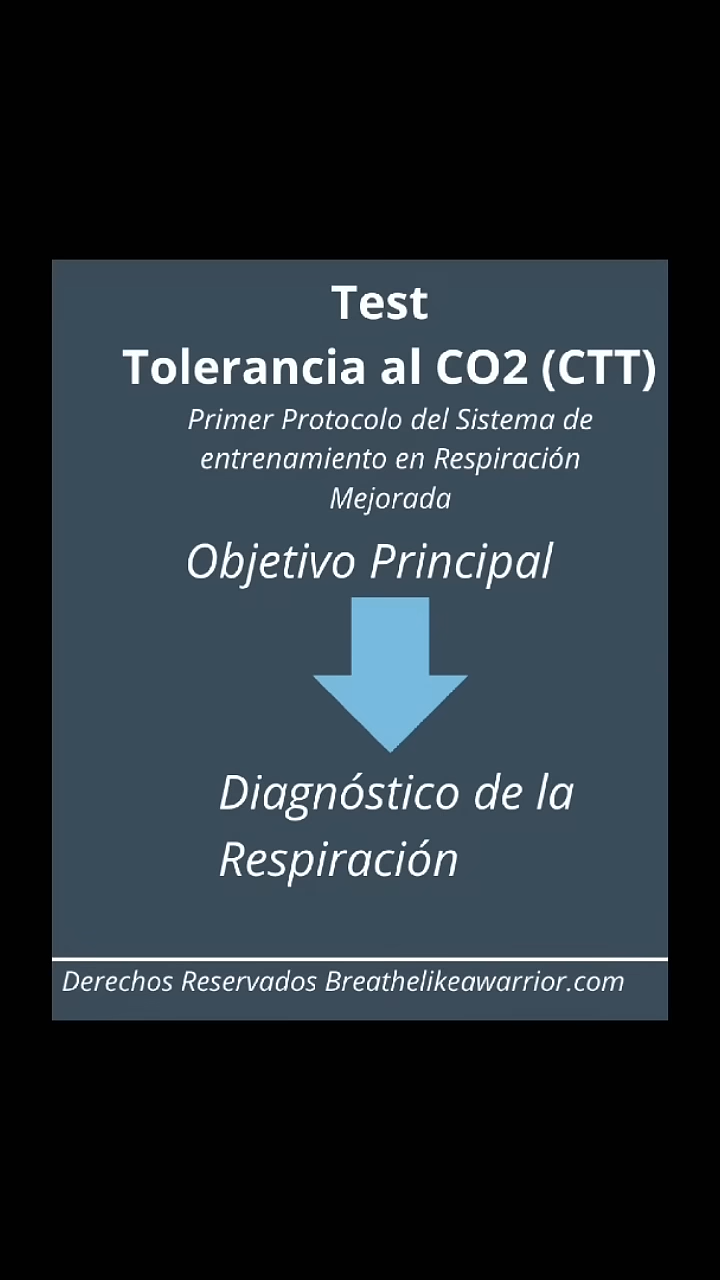 Test
Tolerancia al CO2 (CTT)
Primer Protocolo del Sistema de
entrenamiento en Respiración
Mejorada
Objetivo Principal
Diagnóstico de la
Respiración
Derechos Reservados Breathelikeawarrior.com